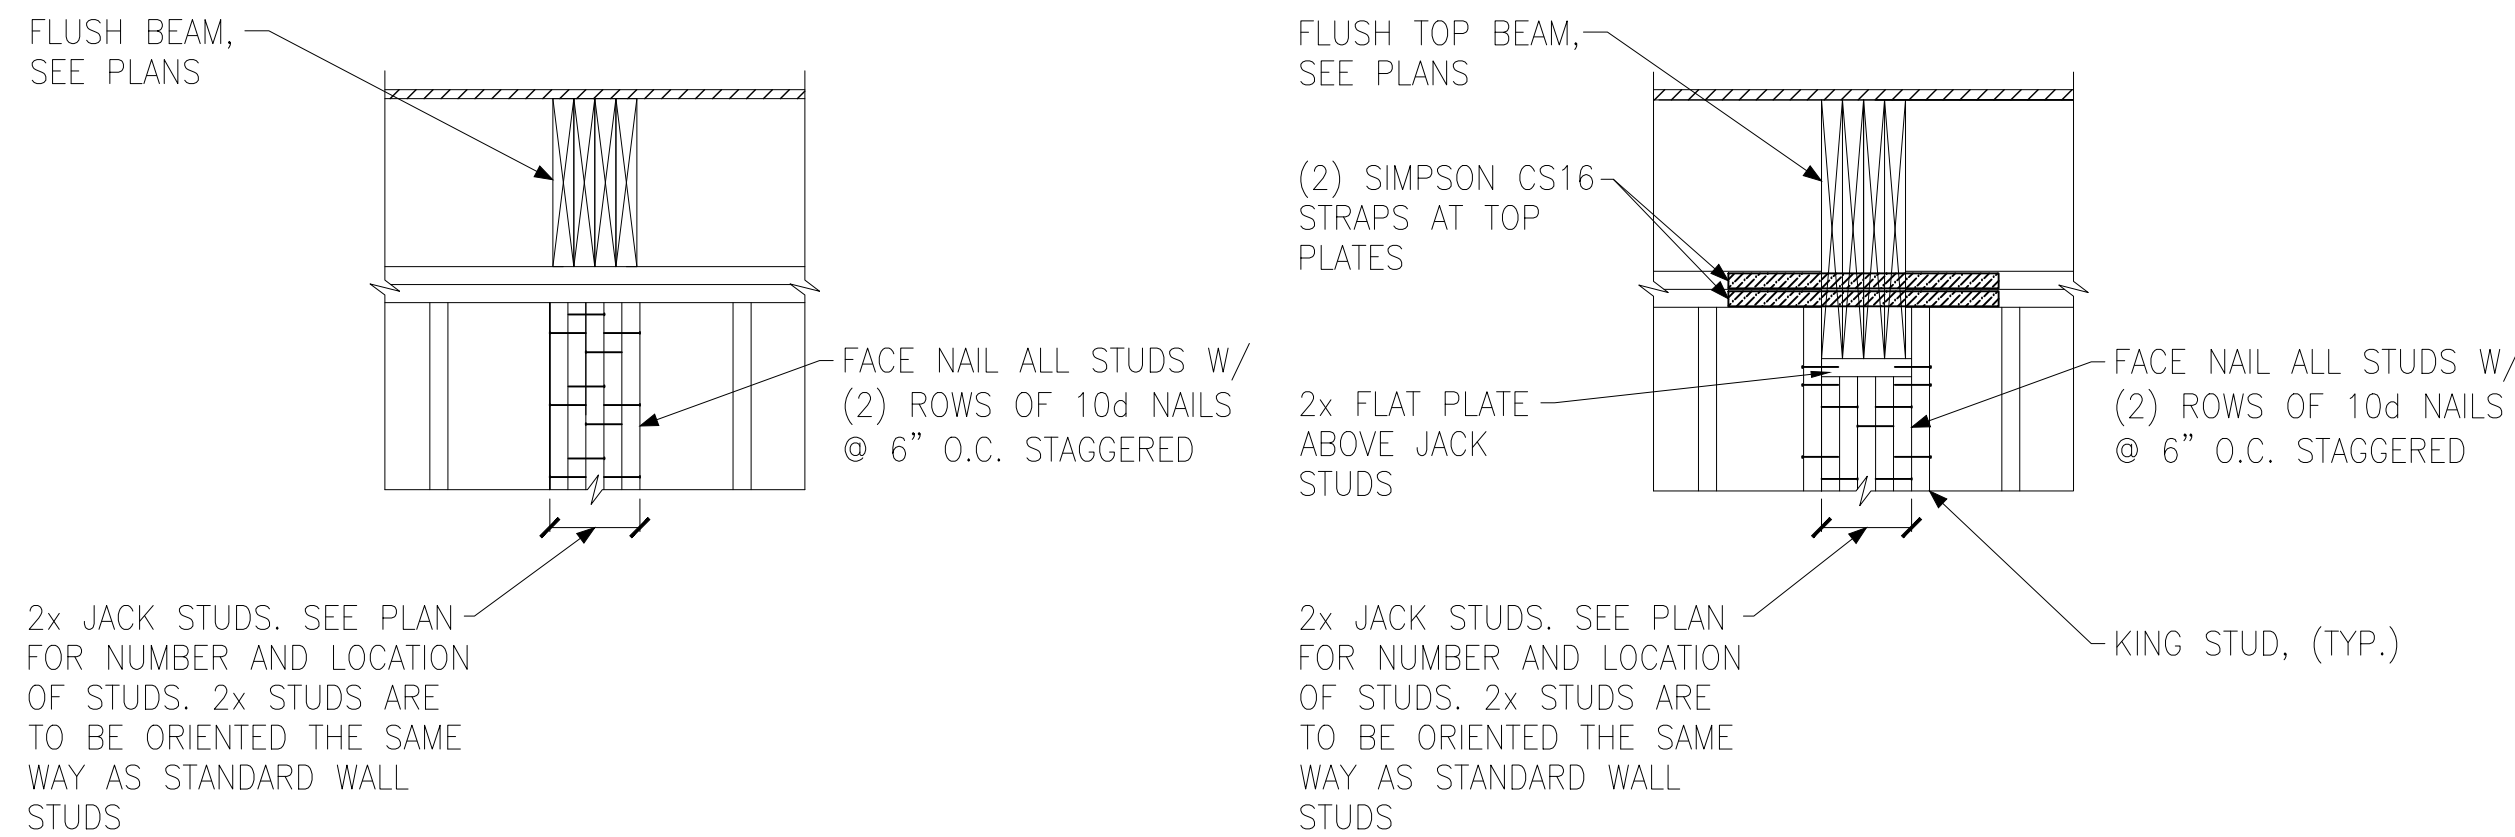 FLUSH BEAM,
SEE PLANS
FACE NAIL ALL STUDS W/
(2) ROWS OF 10d NAILS
@ 6” O.C. STAGGERED
2x JACK STUDS. SEE PLAN
FOR NUMBER AND LOCATION
OF STUDS. 2x STUDS ARE
TO BE ORIENTED THE SAME
WAY AS STANDARD WALL
STUDS
FLUSH TOP BEAM,
SEE PLANS
(2) SIMPSON CS16
STRAPS AT TOP
PLATES
2x FLAT PLATE
ABOVE JACK
STUDS
FACE NAIL ALL STUDS W/
(2) ROWS OF 10d NAILS
@ 6” O.C. STAGGERED
2x JACK STUDS. SEE PLAN
FOR NUMBER AND LOCATION
OF STUDS. 2x STUDS ARE
TO BE ORIENTED THE SAME
WAY AS STANDARD WALL
STUDS
KING STUD, (TYP.)